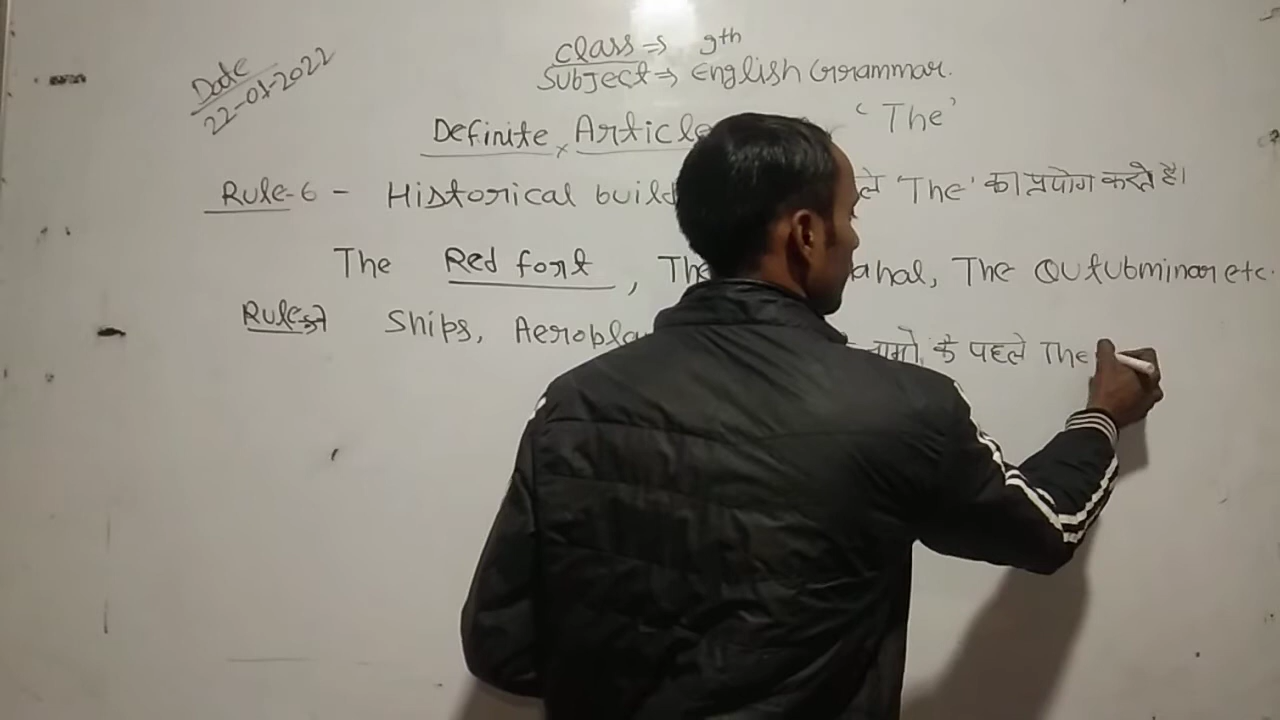 Date
22-01-2022
Class ⇒ 9th
Subject ⇒ English Grammar.
Definite Article 'The'
Rule-6 - Historical build ले 'The' का प्रयोग करते है।
The Red fort, The ahal, The Qutubminar etc.
Rule-7 Ships, Aeropla नामो के पहले The